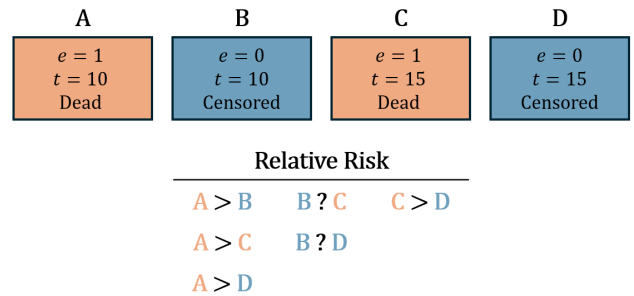 A B C D
e = 1 e = 0 e = 1 e = 0
t = 10 t = 10 t = 15 t = 15
Dead Censored Dead Censored
Relative Risk
A > B B ? C C > D
A > C B ? D
A > D